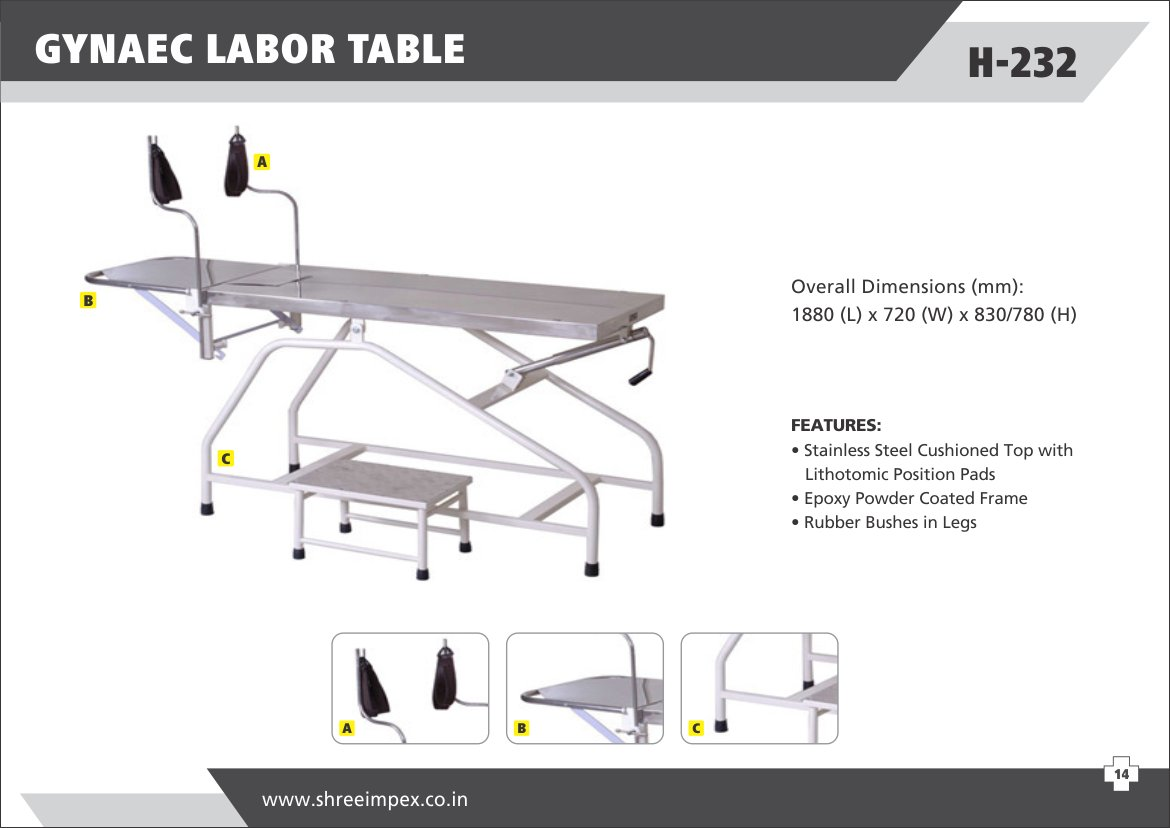 GYNAEC LABOR TABLE
H-232
A
B
C
Overall Dimensions (mm):
1880 (L) x 720 (W) x 830/780 (H)
FEATURES:
• Stainless Steel Cushioned Top with
Lithotomic Position Pads
• Epoxy Powder Coated Frame
• Rubber Bushes in Legs
A
B
C
14
www.shreeimpex.co.in